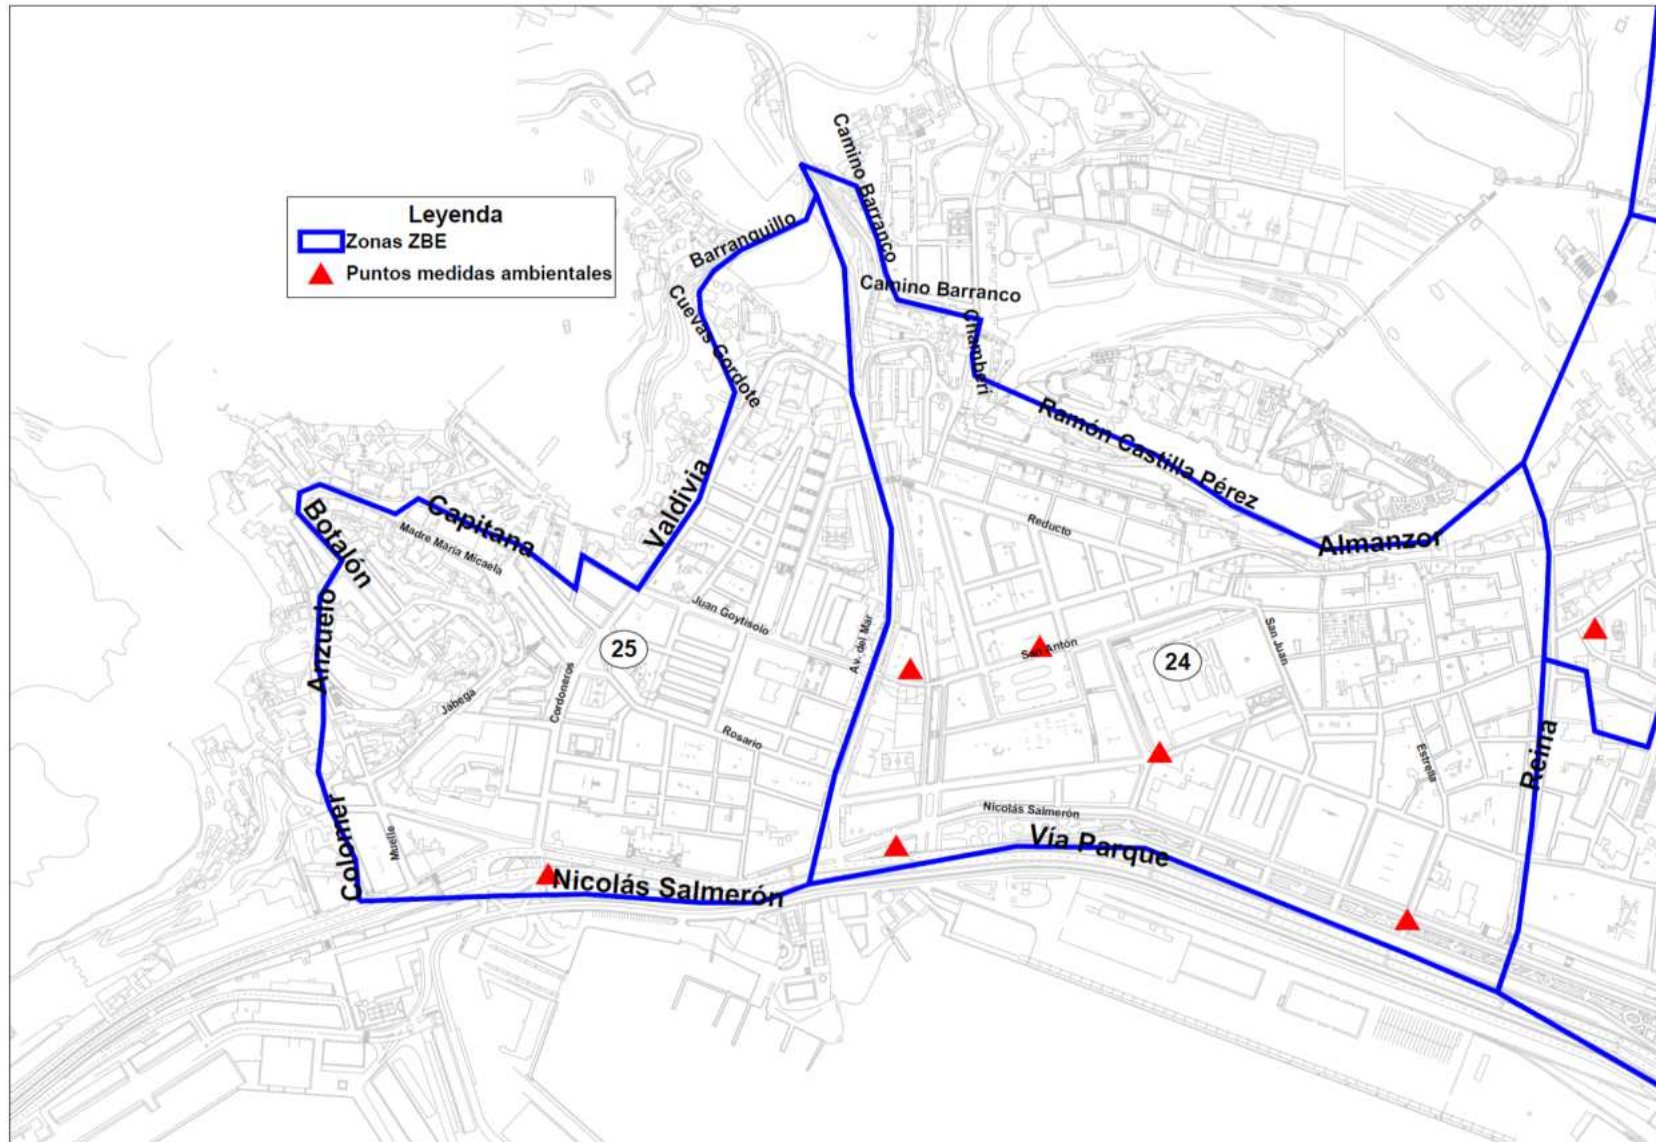 Camino Barranco
Leyenda
Zonas ZBE
Puntos medidas ambientales
Barranquillo
Camino Barranco
Cuevas Gordote
Chamberí
Ramón Castilla Pérez
Valdivia
Capitana
Botalón
Madre María Micaela
Reducto
Almanzor
Anzuelo
Juan Goytisolo
Av. del Mar
San Antón
San Juan
25
24
Jábega
Cordoneros
Rosario
Estrella
Reina
Nicolás Salmerón
Vía Parque
Muelle
Colomer
Nicolás Salmerón